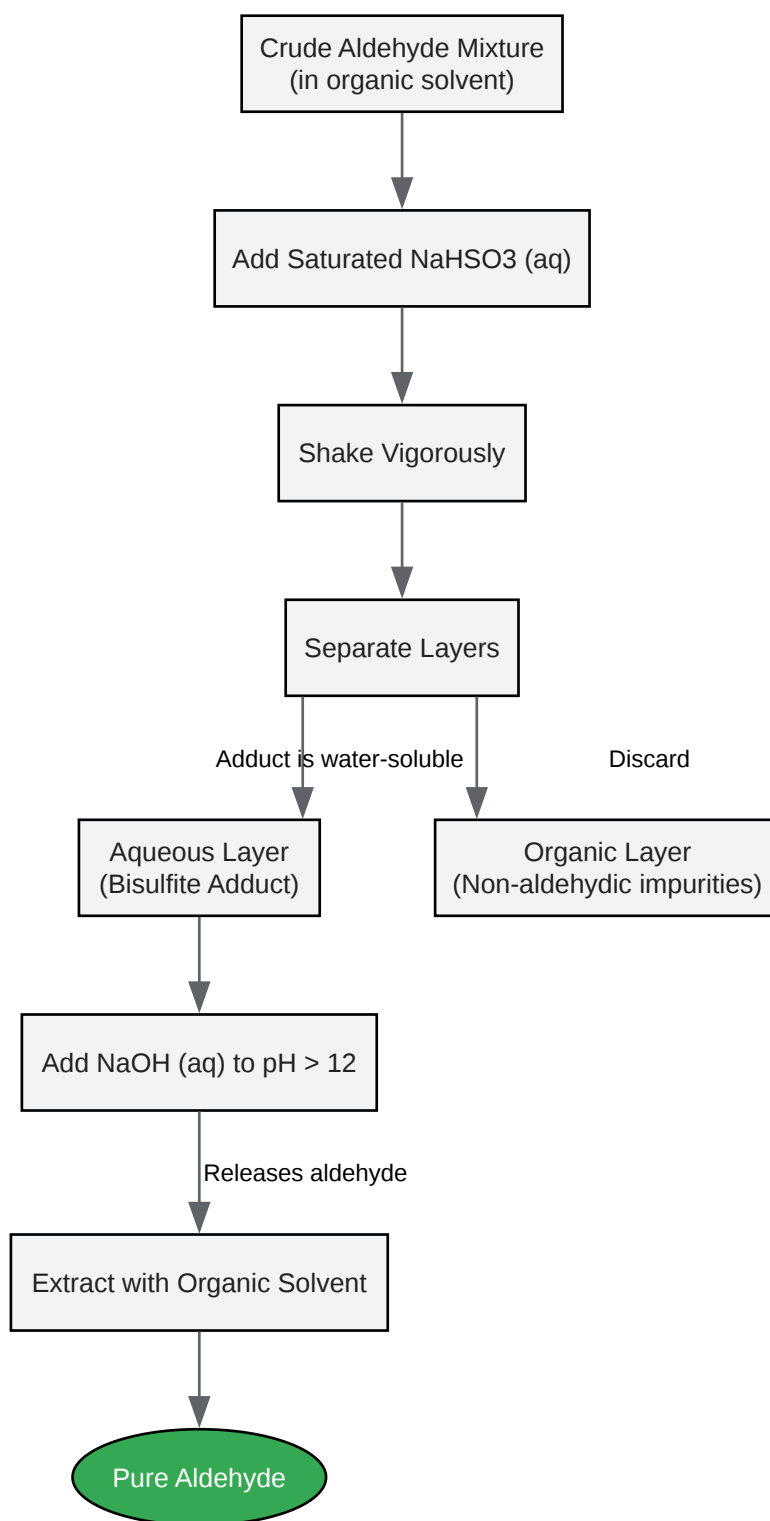 Crude Aldehyde Mixture
(in organic solvent)
Add Saturated NaHSO3 (aq)
Shake Vigorously
Separate Layers
Adduct is water-soluble
Discard
Aqueous Layer
(Bisulfite Adduct)
Organic Layer
(Non-aldehydic impurities)
Add NaOH (aq) to pH > 12
Releases aldehyde
Extract with Organic Solvent
Pure Aldehyde